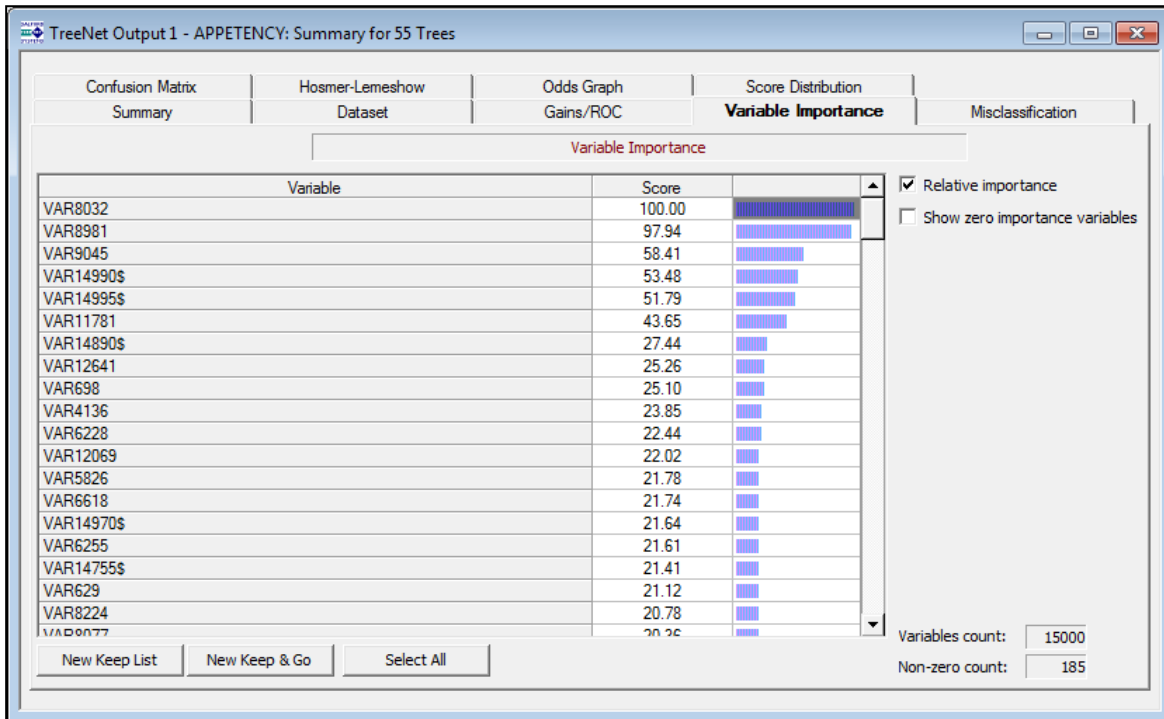 TreeNet Output 1 - APPETENCY: Summary for 55 Trees
Confusion Matrix Hosmer-Lemeshow Odds Graph Score Distribution
Summary Dataset Gains/ROC Variable Importance Misclassification
Variable Importance
Variable Score
Relative importance
Show zero importance variables
VAR8032 100.00
VAR8981 97.94
VAR9045 58.41
VAR14990$ 53.48
VAR14995$ 51.79
VAR11781 43.65
VAR14890$ 27.44
VAR12641 25.26
VAR698 25.10
VAR4136 23.85
VAR6228 22.44
VAR12069 22.02
VAR5826 21.78
VAR6618 21.74
VAR14970$ 21.64
VAR6255 21.61
VAR14755$ 21.41
VAR629 21.12
VAR8224 20.78
VAR8077 20.36
Variables count: 15000
Non-zero count: 185
New Keep List New Keep & Go Select All